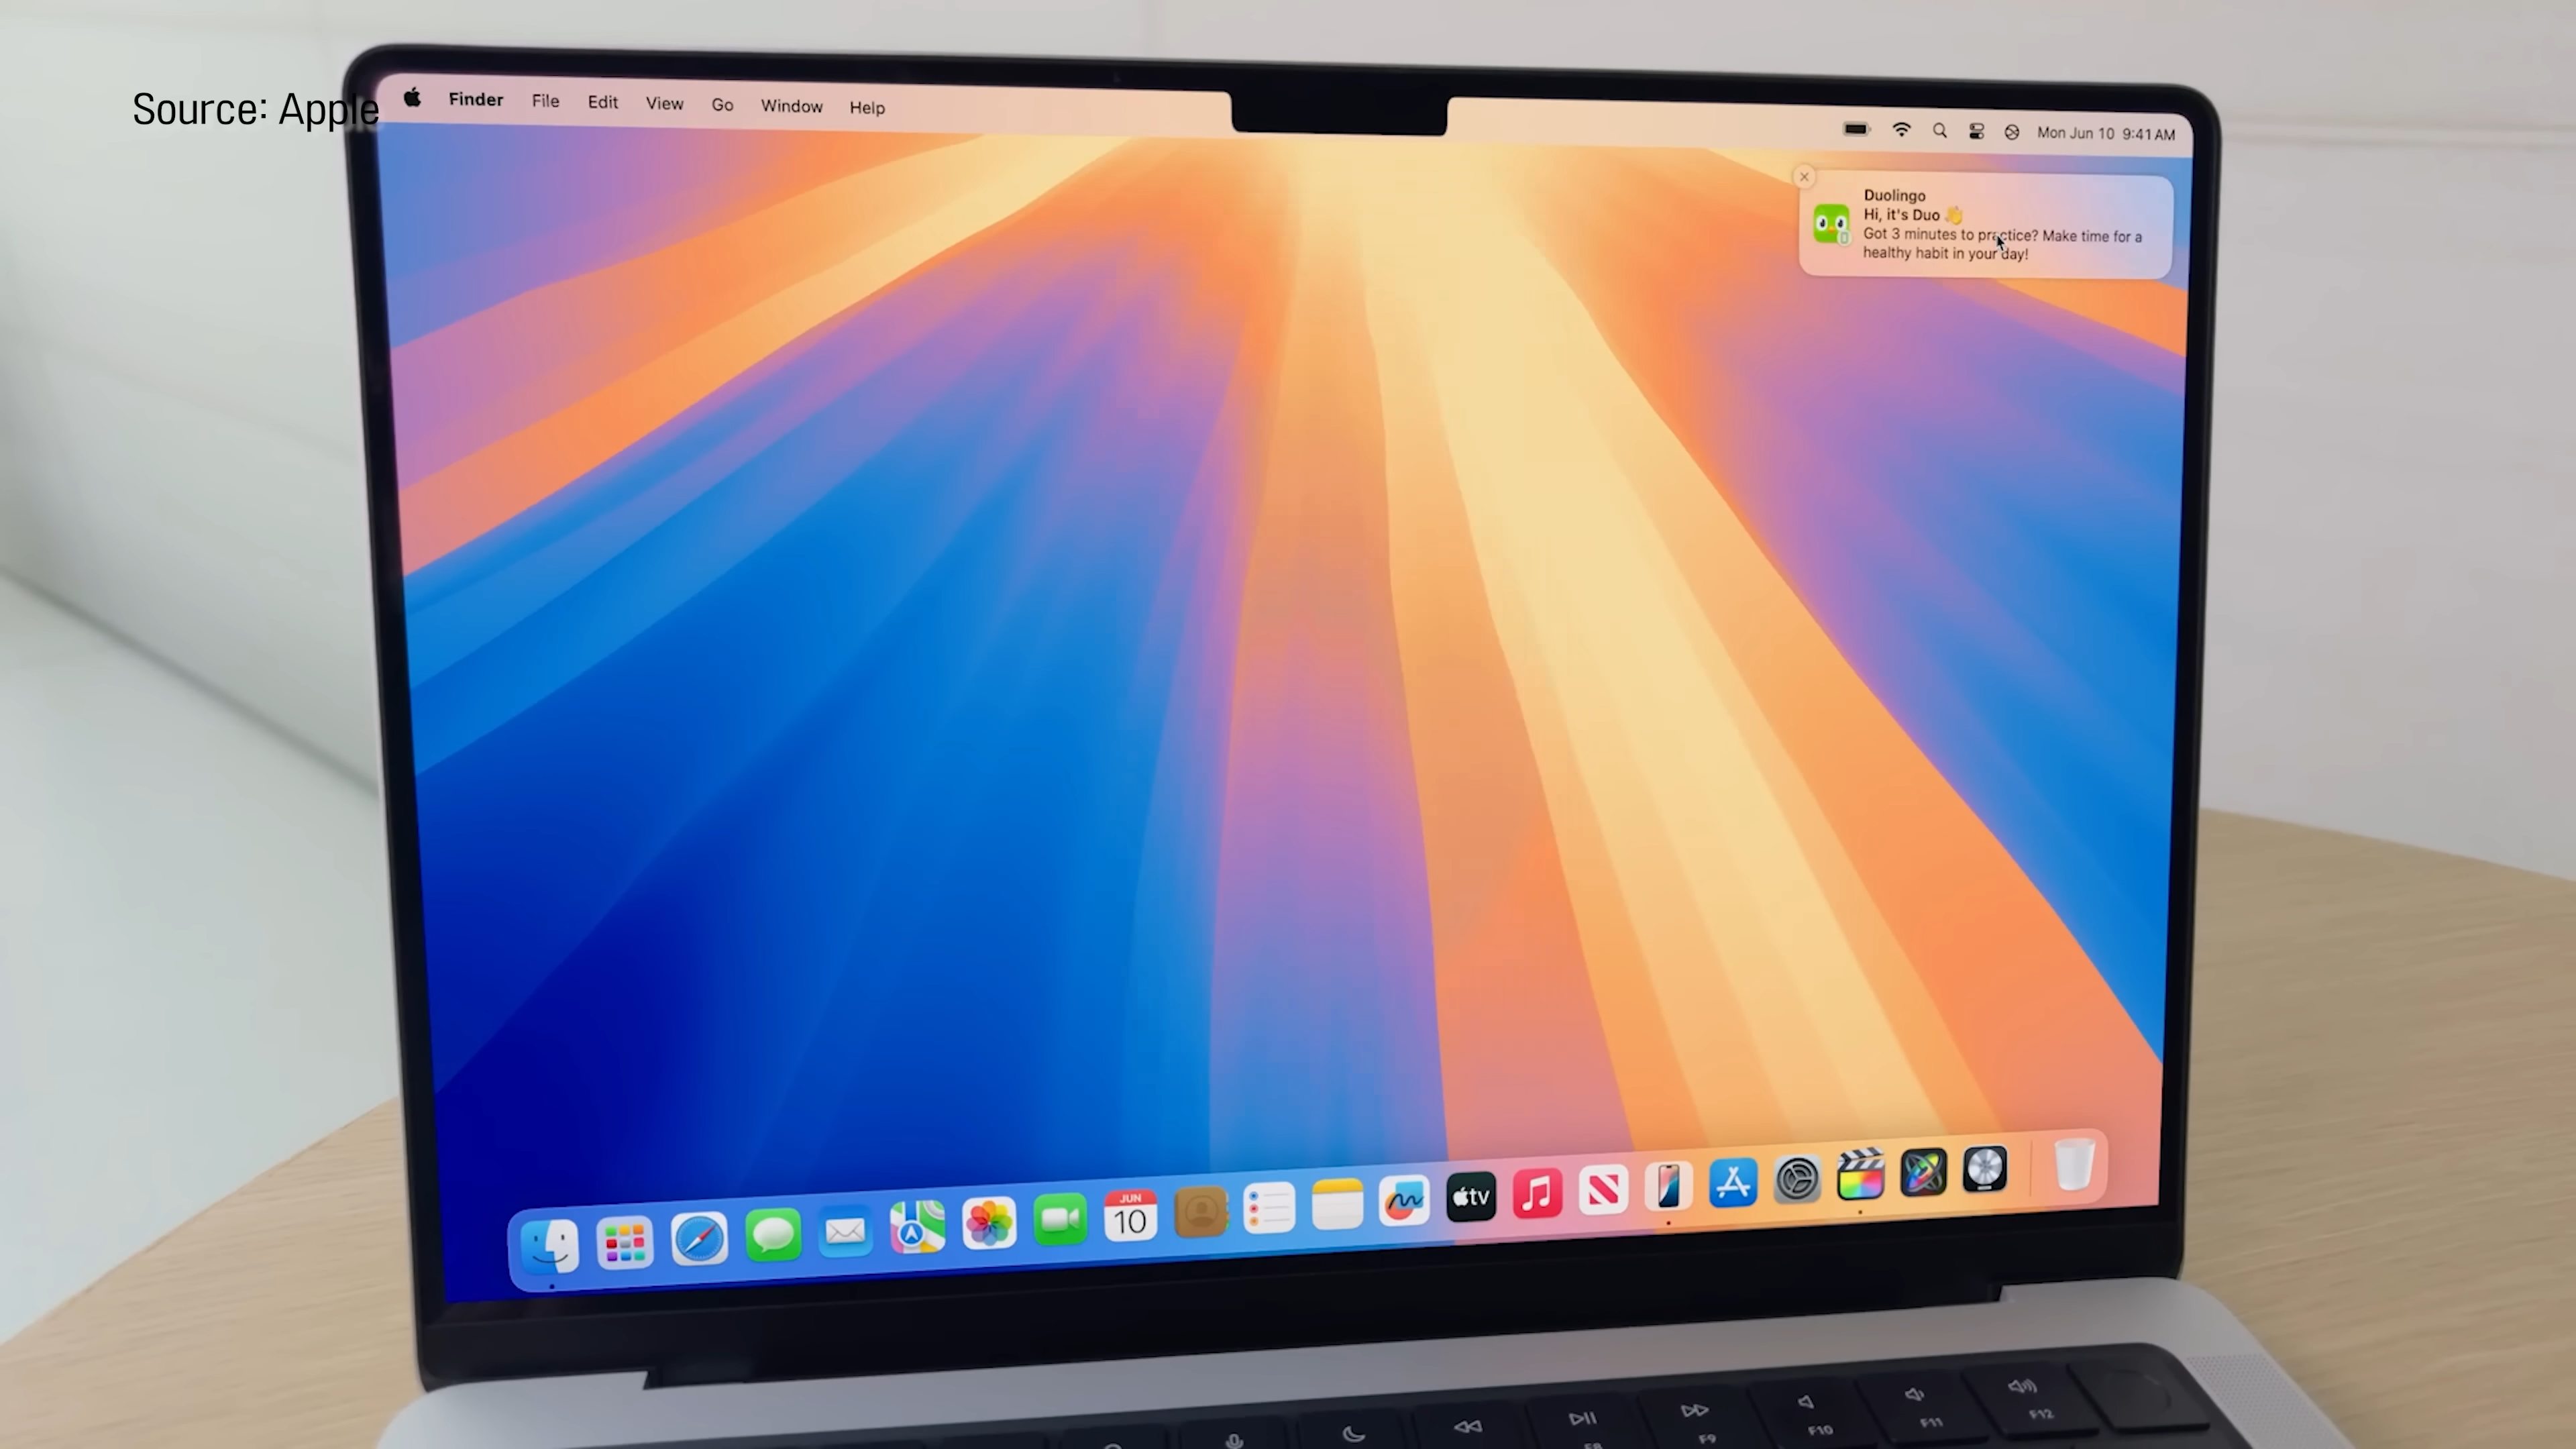 Source: Apple
Finder File Edit View Go Window Help
Mon Jun 10 9:41 AM
Duolingo
Hi, it's Duo 👋
Got 3 minutes to practice? Make time for a
healthy habit in your day!
JUN
10
tv
F8
F9
F10
F11
F12